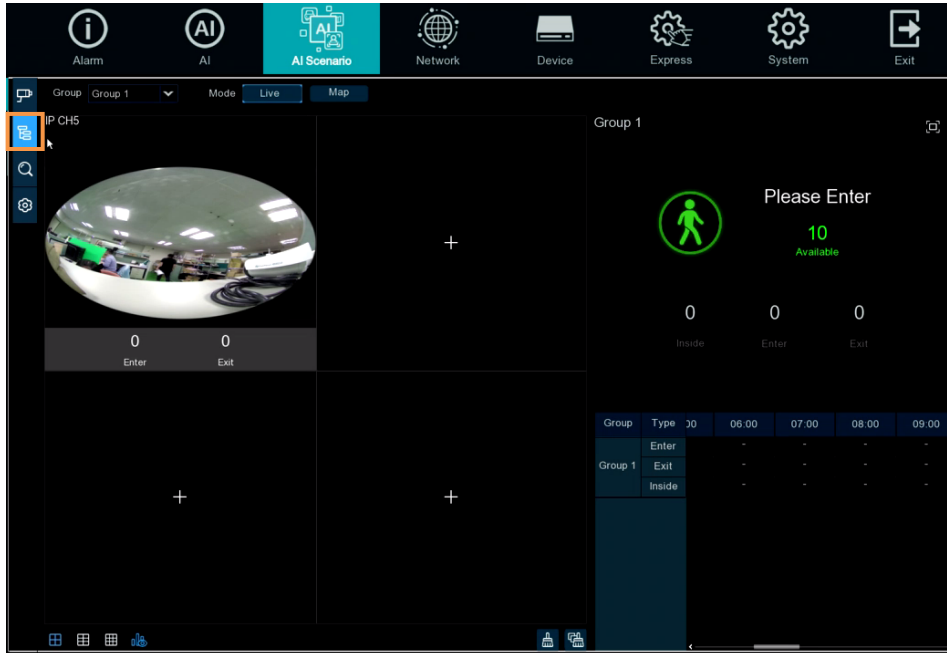 Alarm
AI
AI Scenario
Network
Device
Express
System
Exit
Group Group 1 Mode Live Map
IP CH5
Group 1
Please Enter
10
Available
0 0 0
Inside Enter Exit
0 0
Enter Exit
Group Type 00 06:00 07:00 08:00 09:00
Enter - - - -
Group 1 Exit - - - -
Inside - - - -